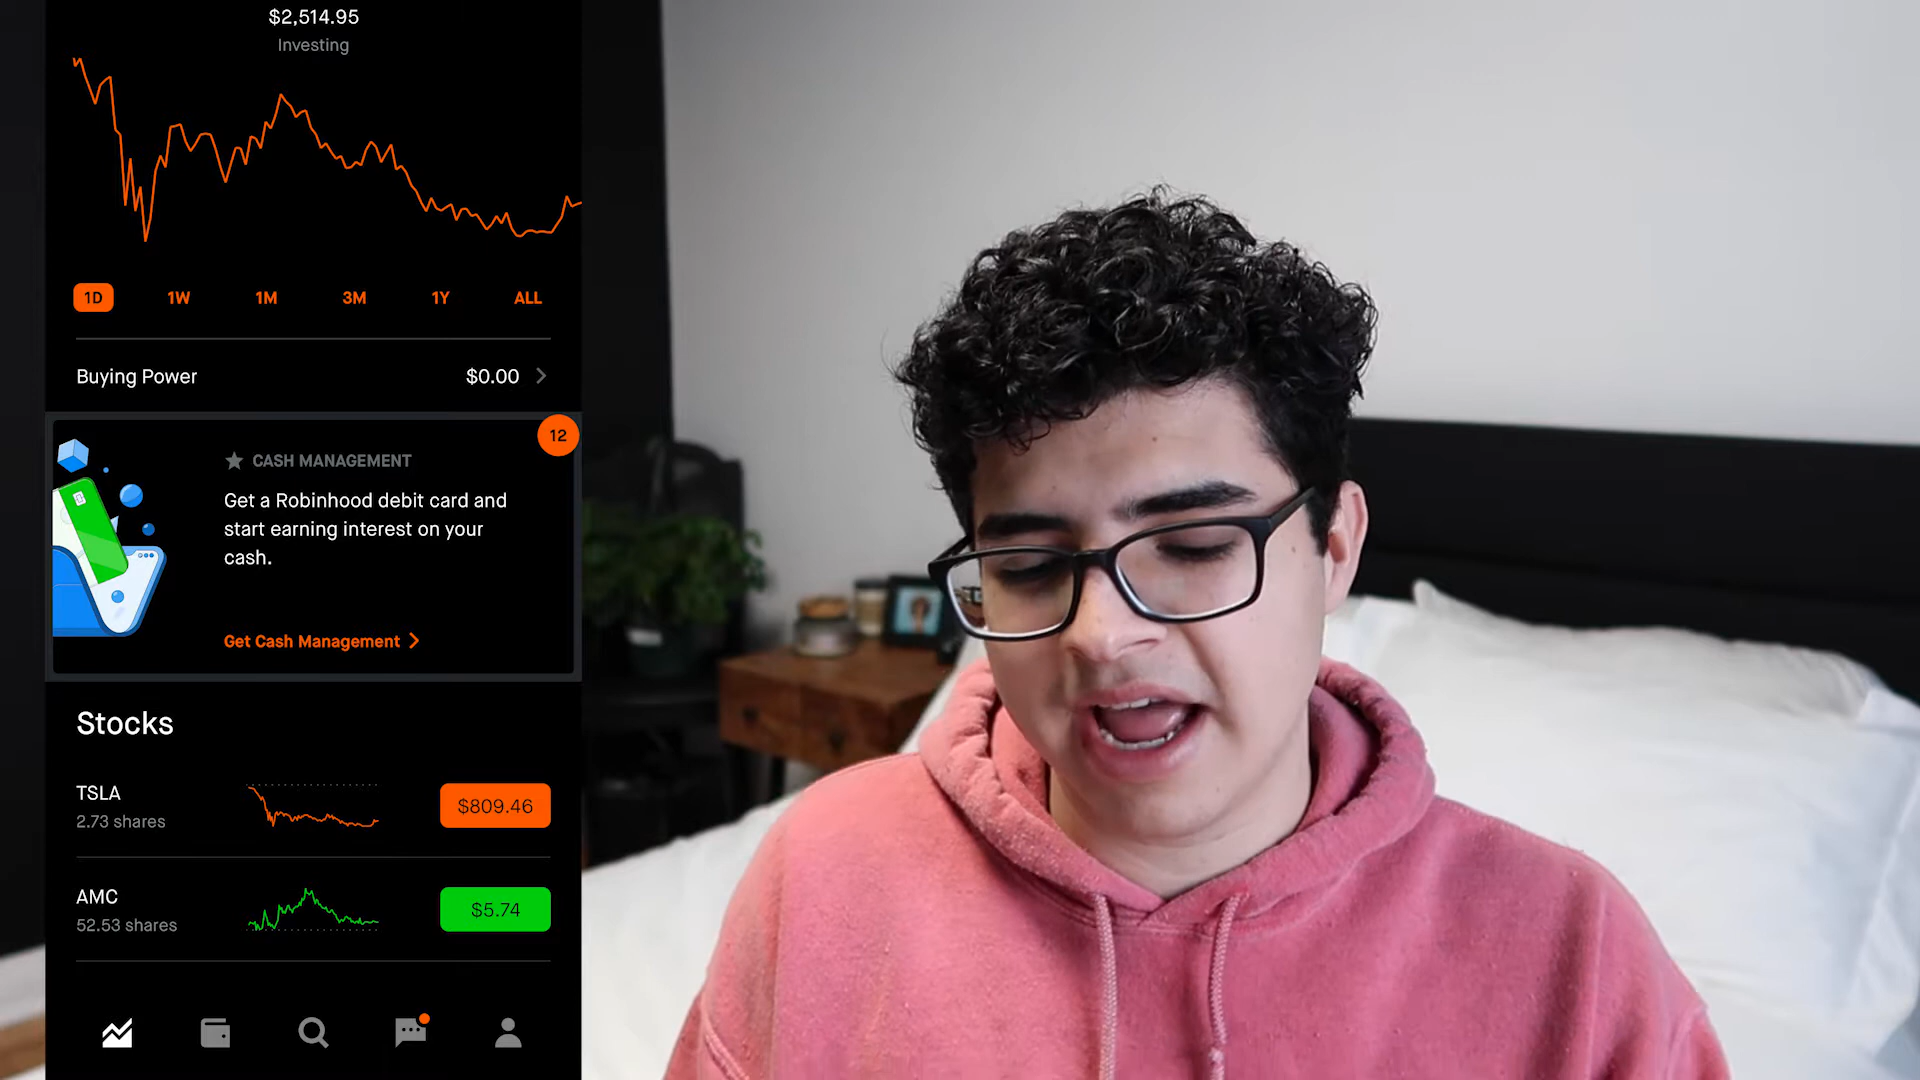 $2,514.95
Investing
1D 1W 1M 3M 1Y ALL
Buying Power $0.00
12
CASH MANAGEMENT
Get a Robinhood debit card and
start earning interest on your
cash.
Get Cash Management
Stocks
TSLA
2.73 shares
$809.46
AMC
52.53 shares
$5.74